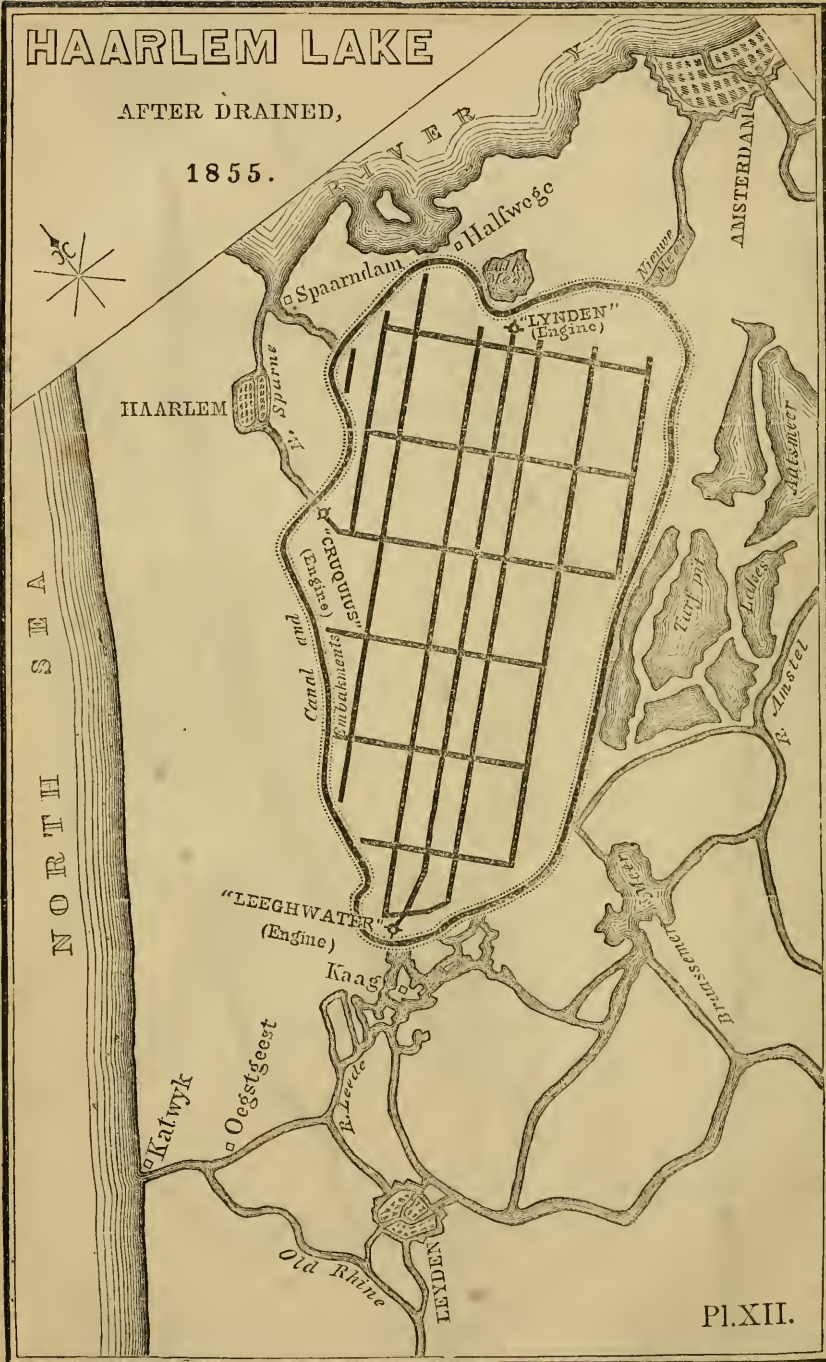 HAARLEM LAKE
AFTER DRAINED,
1855.
RIVER Y
AMSTERDAM
Halfwege
Nieuwe
Meer
Spaarndam
"LYNDEN"
(Engine)
HAARLEM
R. Sparne
Aalsmeer
"CRUQUIUS"
(Engine)
Turf pit
Lakes
Canal and
Embakments
R. Amstel
NORTH SEA
"LEEGHWATER"
(Engine)
Kaag
Braassemer
Meer
R. Leede
Oegstgeest
Katwyk
Old Rhine
LEYDEN
Pl.XII.